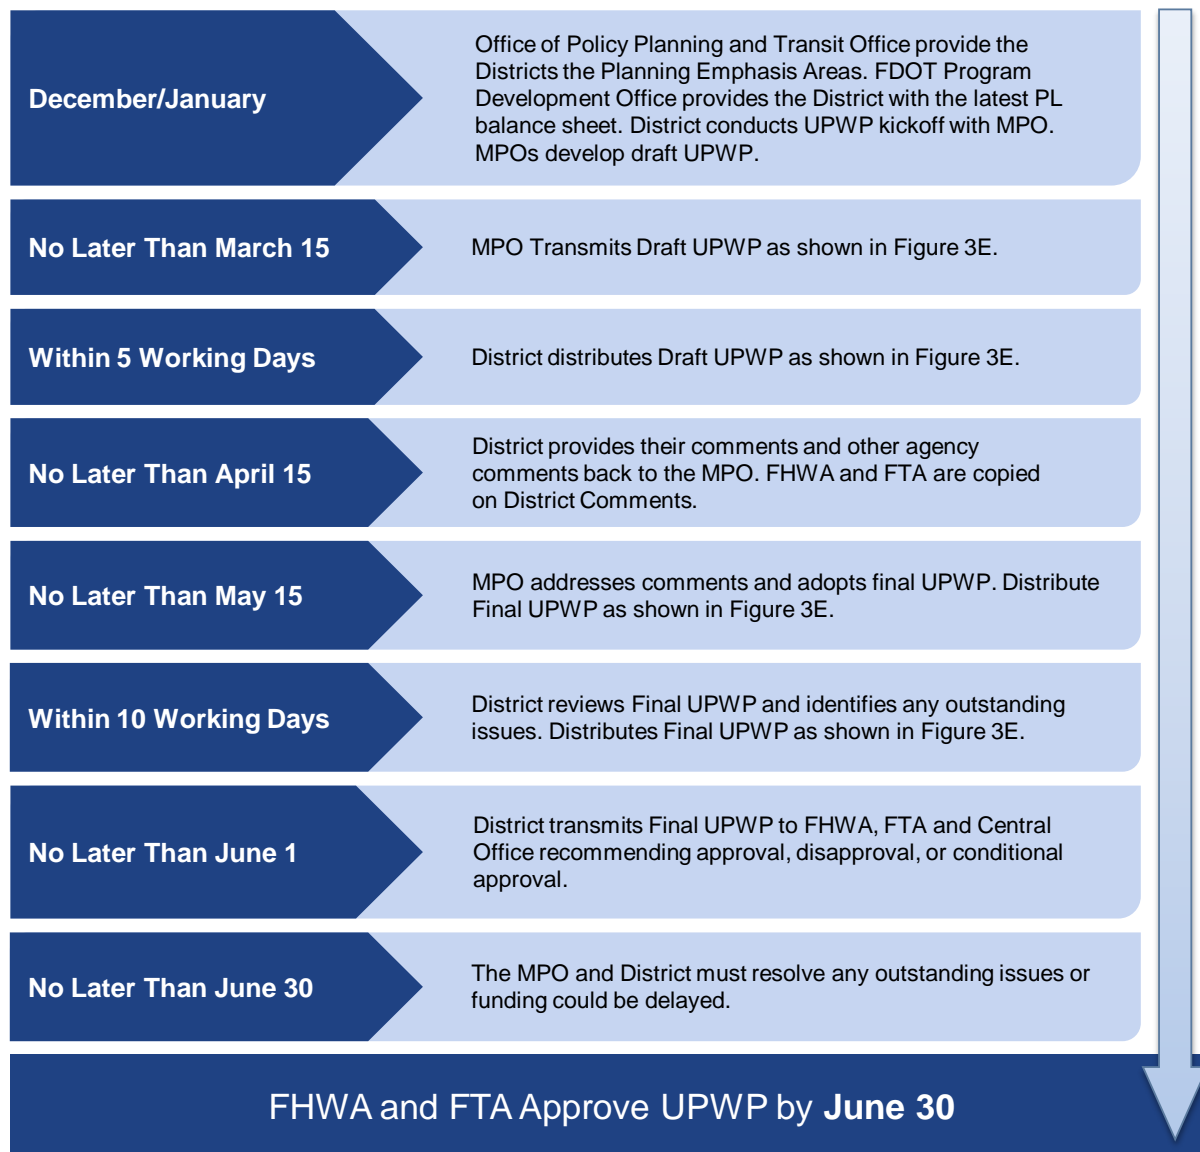 December/January
Office of Policy Planning and Transit Office provide the
Districts the Planning Emphasis Areas. FDOT Program
Development Office provides the District with the latest PL
balance sheet. District conducts UPWP kickoff with MPO.
MPOs develop draft UPWP.
No Later Than March 15
MPO Transmits Draft UPWP as shown in Figure 3E.
Within 5 Working Days
District distributes Draft UPWP as shown in Figure 3E.
No Later Than April 15
District provides their comments and other agency
comments back to the MPO. FHWA and FTA are copied
on District Comments.
No Later Than May 15
MPO addresses comments and adopts final UPWP. Distribute
Final UPWP as shown in Figure 3E.
Within 10 Working Days
District reviews Final UPWP and identifies any outstanding
issues. Distributes Final UPWP as shown in Figure 3E.
No Later Than June 1
District transmits Final UPWP to FHWA, FTA and Central
Office recommending approval, disapproval, or conditional
approval.
No Later Than June 30
The MPO and District must resolve any outstanding issues or
funding could be delayed.
FHWA and FTA Approve UPWP by June 30